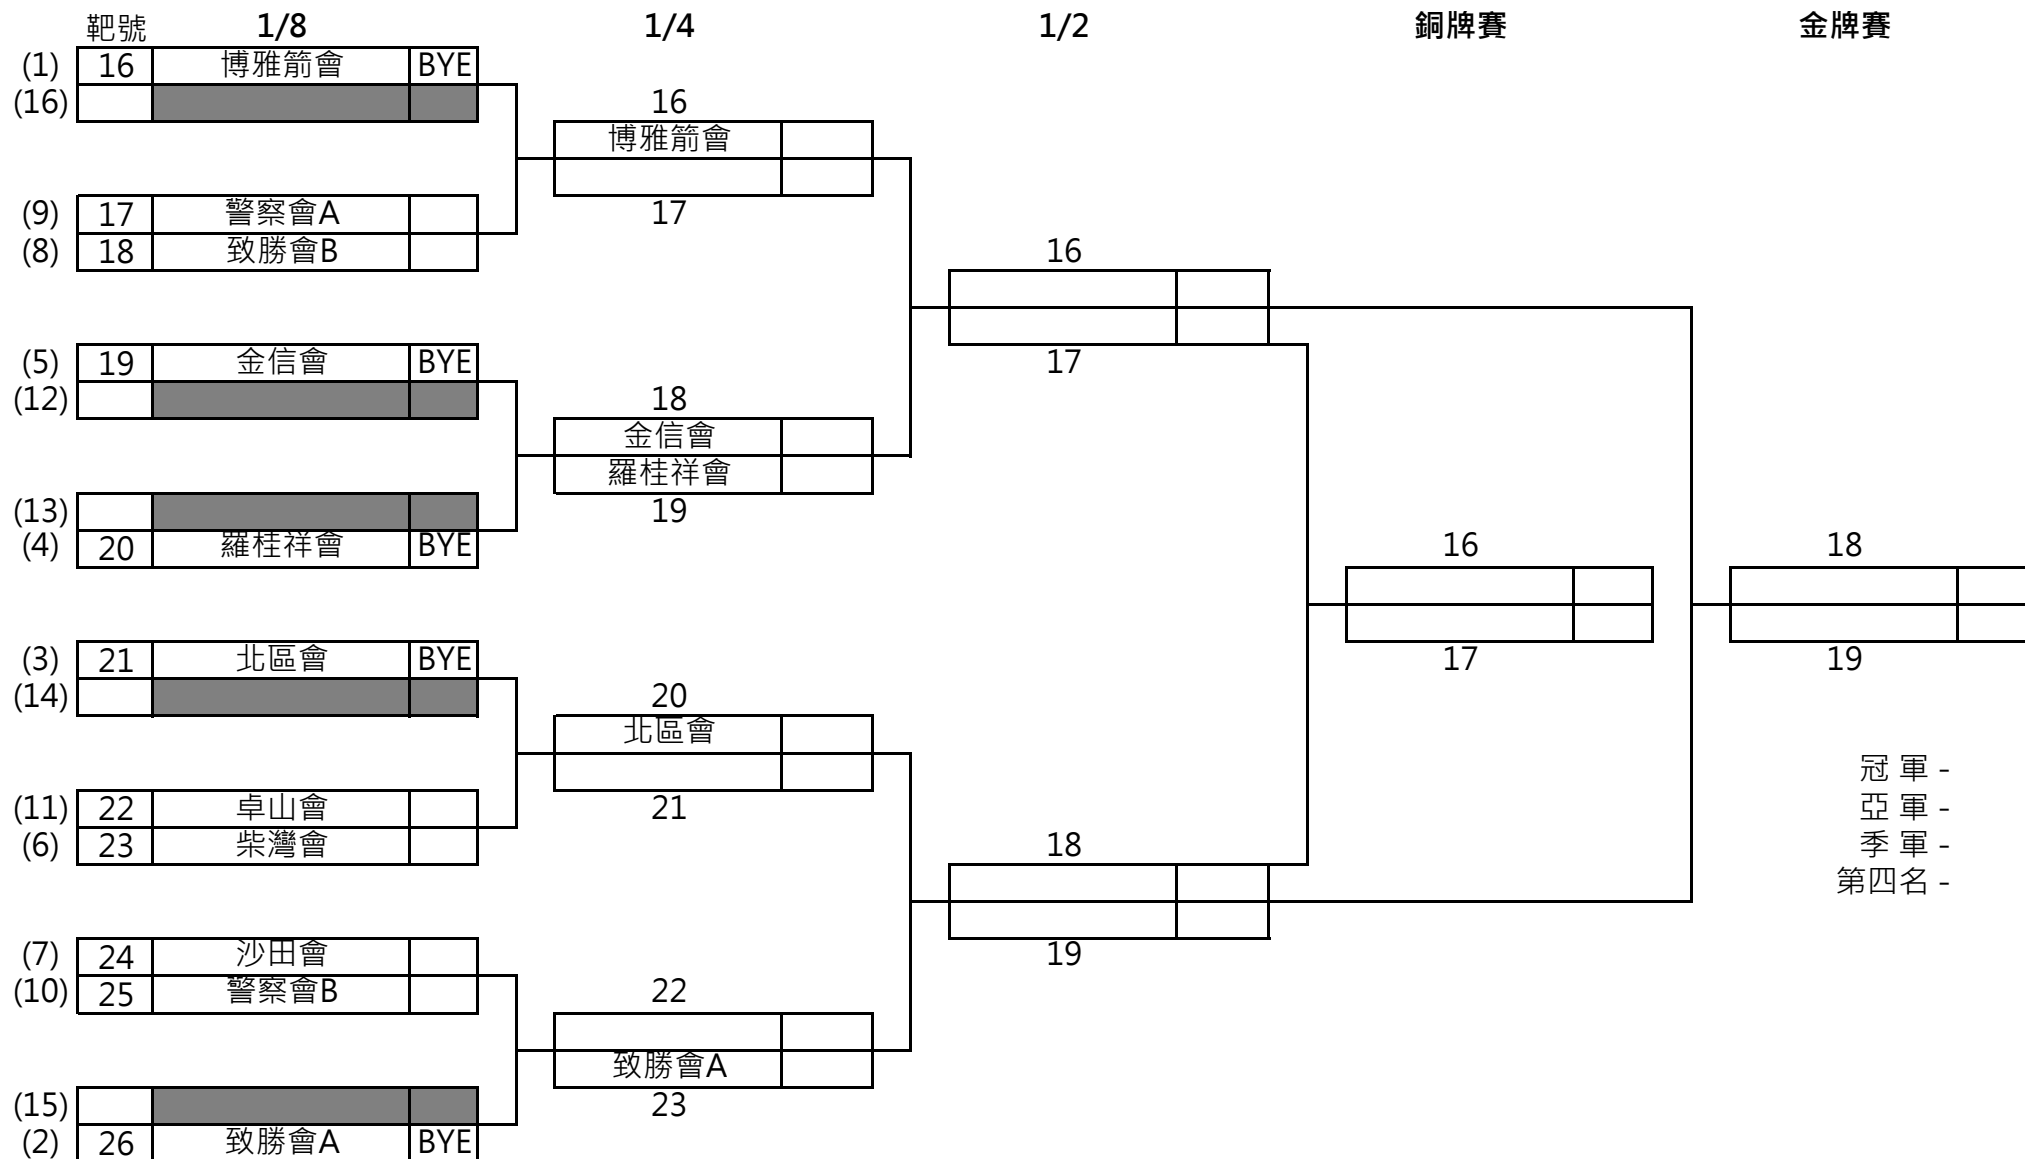 靶號 1/8 1/4 1/2 銅牌賽 金牌賽
(1) 16 博雅箭會 BYE
(16) 16
博雅箭會
(9) 17 警察會A 17
(8) 18 致勝會B 16
(5) 19 金信會 BYE 17
(12) 18
金信會
羅桂祥會
(13) 19
(4) 20 羅桂祥會 BYE 16 18
(3) 21 北區會 BYE 17 19
(14) 20
北區會
冠 軍 -
(11) 22 卓山會 21 亞 軍 -
(6) 23 柴灣會 18 季 軍 -
第四名 -
(7) 24 沙田會 19
(10) 25 警察會B 22
致勝會A
(15) 23
(2) 26 致勝會A BYE